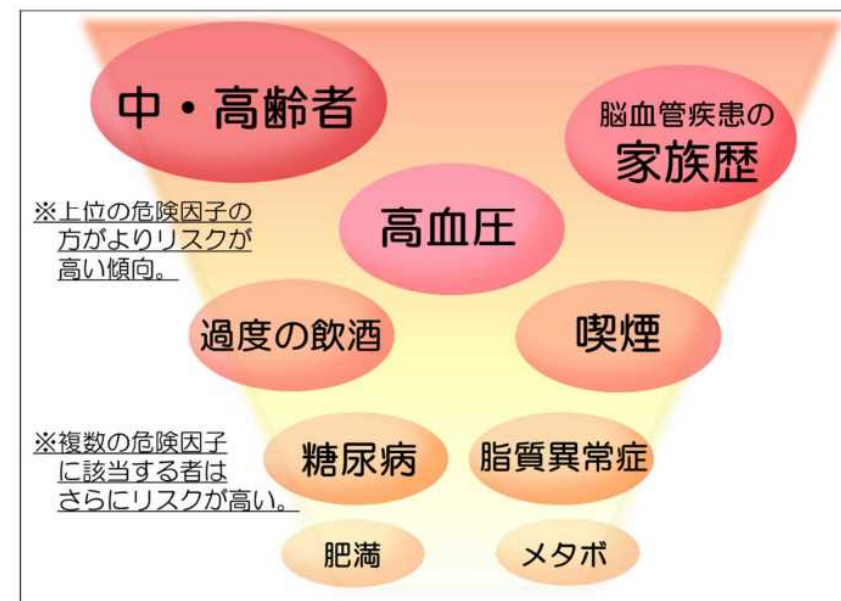 中・高齢者
脳血管疾患の
家族歴
高血圧
※上位の危険因子の
方がよりリスクが
高い傾向。
過度の飲酒
喫煙
※複数の危険因子
に該当する者は
さらにリスクが高い。
糖尿病
脂質異常症
肥満
メタボ